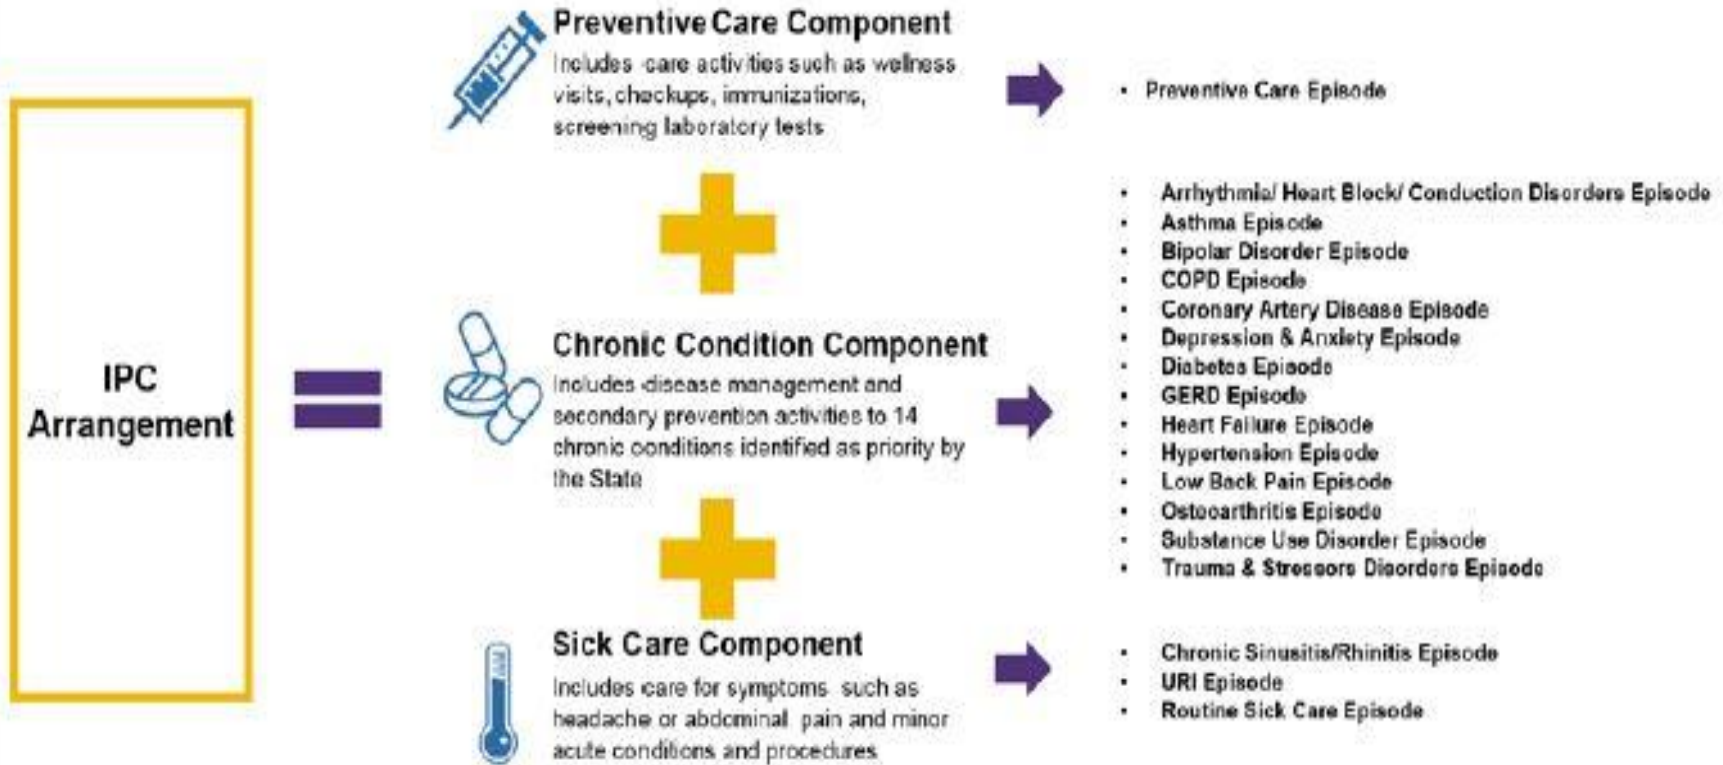 IPC
Arrangement
Preventive Care Component
Includes care activities such as wellness
visits, checkups, immunizations,
screening laboratory tests
• Preventive Care Episode
Chronic Condition Component
Includes disease management and
secondary prevention activities to 14
chronic conditions identified as priority by
the State
• Arrhythmia/ Heart Block/ Conduction Disorders Episode
• Asthma Episode
• Bipolar Disorder Episode
• COPD Episode
• Coronary Artery Disease Episode
• Depression & Anxiety Episode
• Diabetes Episode
• GERD Episode
• Heart Failure Episode
• Hypertension Episode
• Low Back Pain Episode
• Osteoarthritis Episode
• Substance Use Disorder Episode
• Trauma & Stressors Disorders Episode
Sick Care Component
Includes care for symptoms such as
headache or abdominal pain and minor
acute conditions and procedures
• Chronic Sinusitis/Rhinitis Episode
• URI Episode
• Routine Sick Care Episode